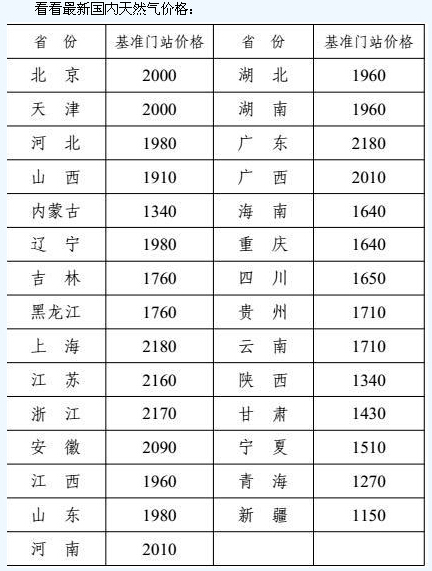 看看最新国内天然气价格：
省 份 基准门站价格 省 份 基准门站价格
北 京 2000 湖 北 1960
天 津 2000 湖 南 1960
河 北 1980 广 东 2180
山 西 1910 广 西 2010
内蒙古 1340 海 南 1640
辽 宁 1980 重 庆 1640
吉 林 1760 四 川 1650
黑龙江 1760 贵 州 1710
上 海 2180 云 南 1710
江 苏 2160 陕 西 1340
浙 江 2170 甘 肃 1430
安 徽 2090 宁 夏 1510
江 西 1960 青 海 1270
山 东 1980 新 疆 1150
河 南 2010